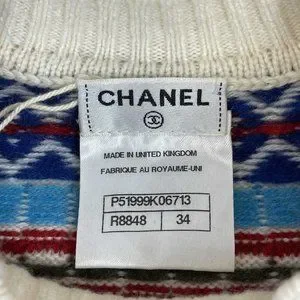 CHANEL
MADE IN UNITED KINGDOM
FABRIQUE AU ROYAUME-UNI
P51999K06713
R8848 34